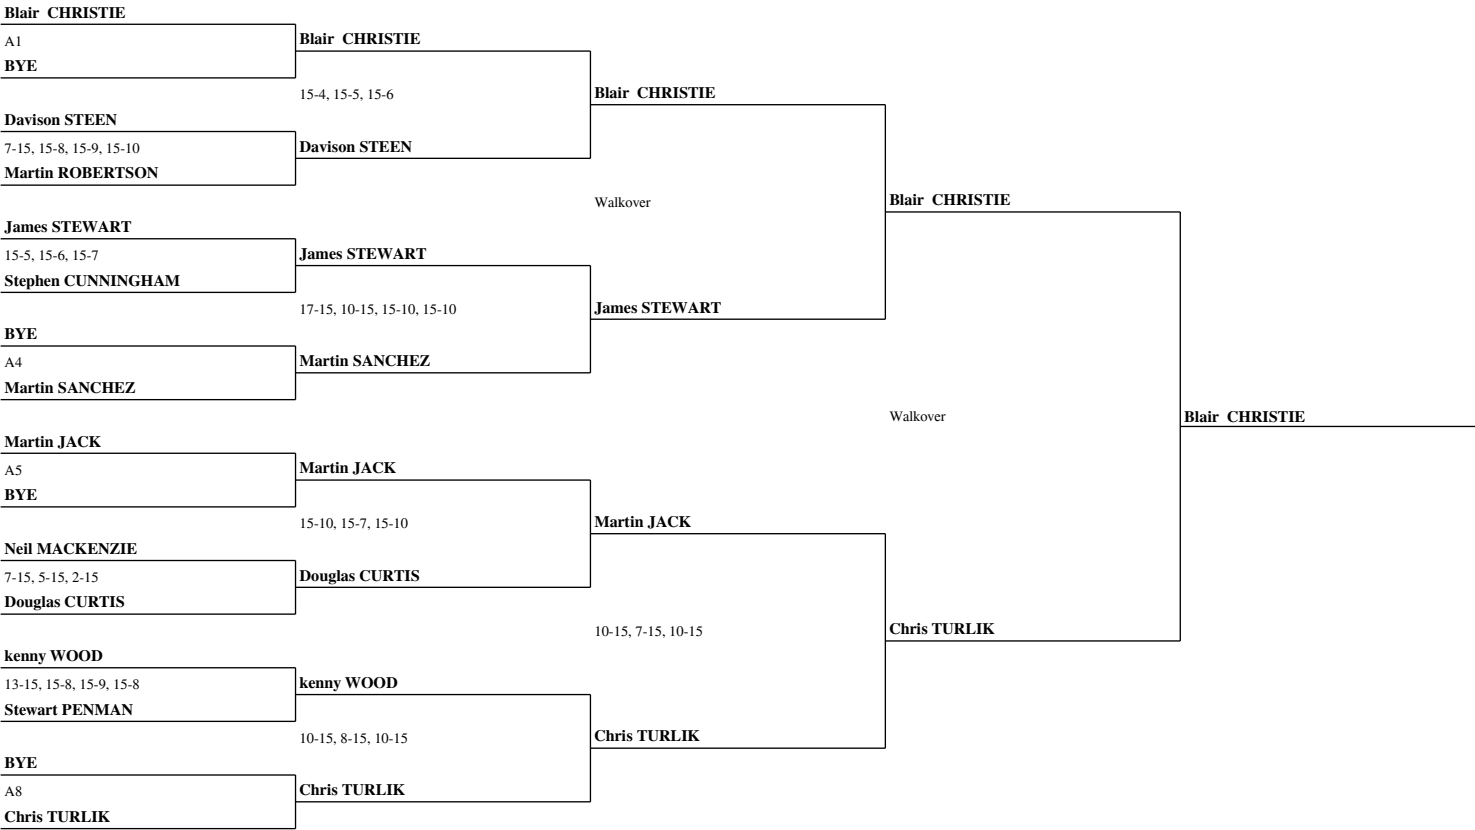 Blair  CHRISTIE
A1
BYE
Davison STEEN
7-15, 15-8, 15-9, 15-10
Martin ROBERTSON
James STEWART
15-5, 15-6, 15-7
Stephen CUNNINGHAM
BYE
A4
Martin SANCHEZ
Martin JACK
A5
BYE
Neil MACKENZIE
7-15, 5-15, 2-15
Douglas CURTIS
kenny WOOD
13-15, 15-8, 15-9, 15-8
Stewart PENMAN
BYE
A8
Chris TURLIK
Blair  CHRISTIE
15-4, 15-5, 15-6
Davison STEEN
James STEWART
17-15, 10-15, 15-10, 15-10
Martin SANCHEZ
Martin JACK
15-10, 15-7, 15-10
Douglas CURTIS
kenny WOOD
10-15, 8-15, 10-15
Chris TURLIK
Blair  CHRISTIE
Walkover
James STEWART
Martin JACK
10-15, 7-15, 10-15
Chris TURLIK
Blair  CHRISTIE
Walkover
Chris TURLIK
Blair  CHRISTIE